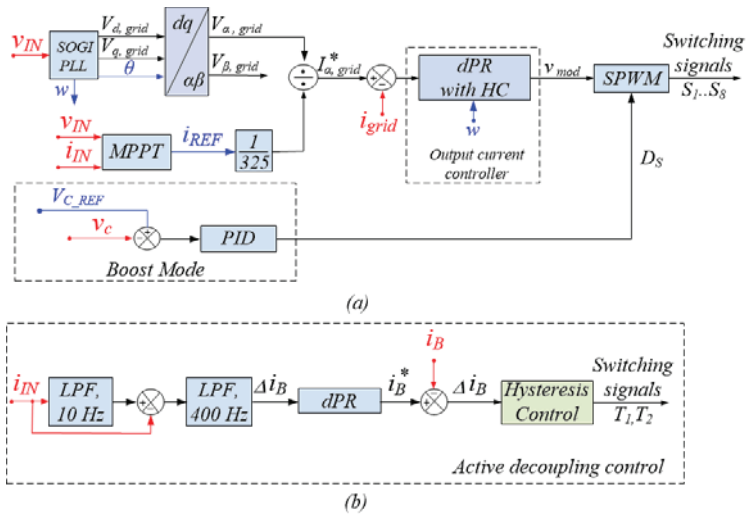 v_IN
SOGI
PLL
w
V_d, grid
V_q, grid
θ
dq
αβ
V_α, grid
V_β, grid
÷
I*_α, grid
i_grid
dPR
with HC
w
Output current
controller
v_mod
SPWM
Switching
signals
S_1..S_8
v_IN
i_IN
MPPT
i_REF
1
325
D_S
V_C_REF
v_c
PID
Boost Mode
(a)
i_IN
LPF,
10 Hz
LPF,
400 Hz
Δ i_B
dPR
i_B*
i_B
Δ i_B
Hysteresis
Control
Switching
signals
T_1,T_2
Active decoupling control
(b)